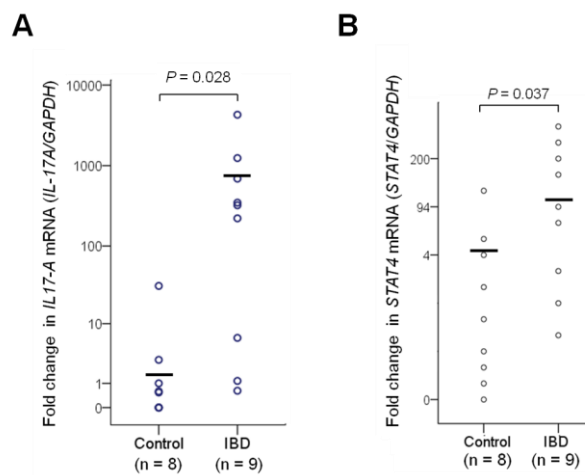 A
Fold change in IL17-A mRNA (IL-17A/GAPDH)
P = 0.028
10000
1000
100
10
1
0
Control
(n = 8)
IBD
(n = 9)
B
Fold change in STAT4 mRNA (STAT4/GAPDH)
P = 0.037
200
94
4
0
Control
(n = 8)
IBD
(n = 9)